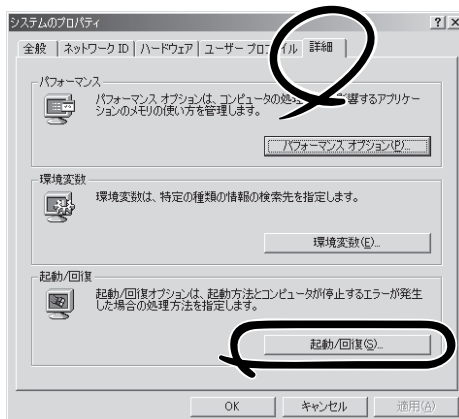 システムのプロパティ
? ×
全般 ネットワーク ID ハードウェア ユーザー プロファイル 詳細
パフォーマンス
パフォーマンス オプションは、コンピュータの処 影響するアプリケー
ションのメモリの使い方を管理します。
パフォーマンス オプション(P)...
環境変数
環境変数は、特定の種類の情報の検索先を指定します。
環境変数(E)...
起動/回復
起動/回復オプションは、起動方法とコンピュータが停止するエラーが発生
した場合の処理方法を指定します。
起動/回復(S)...
OK キャンセル 適用(A)